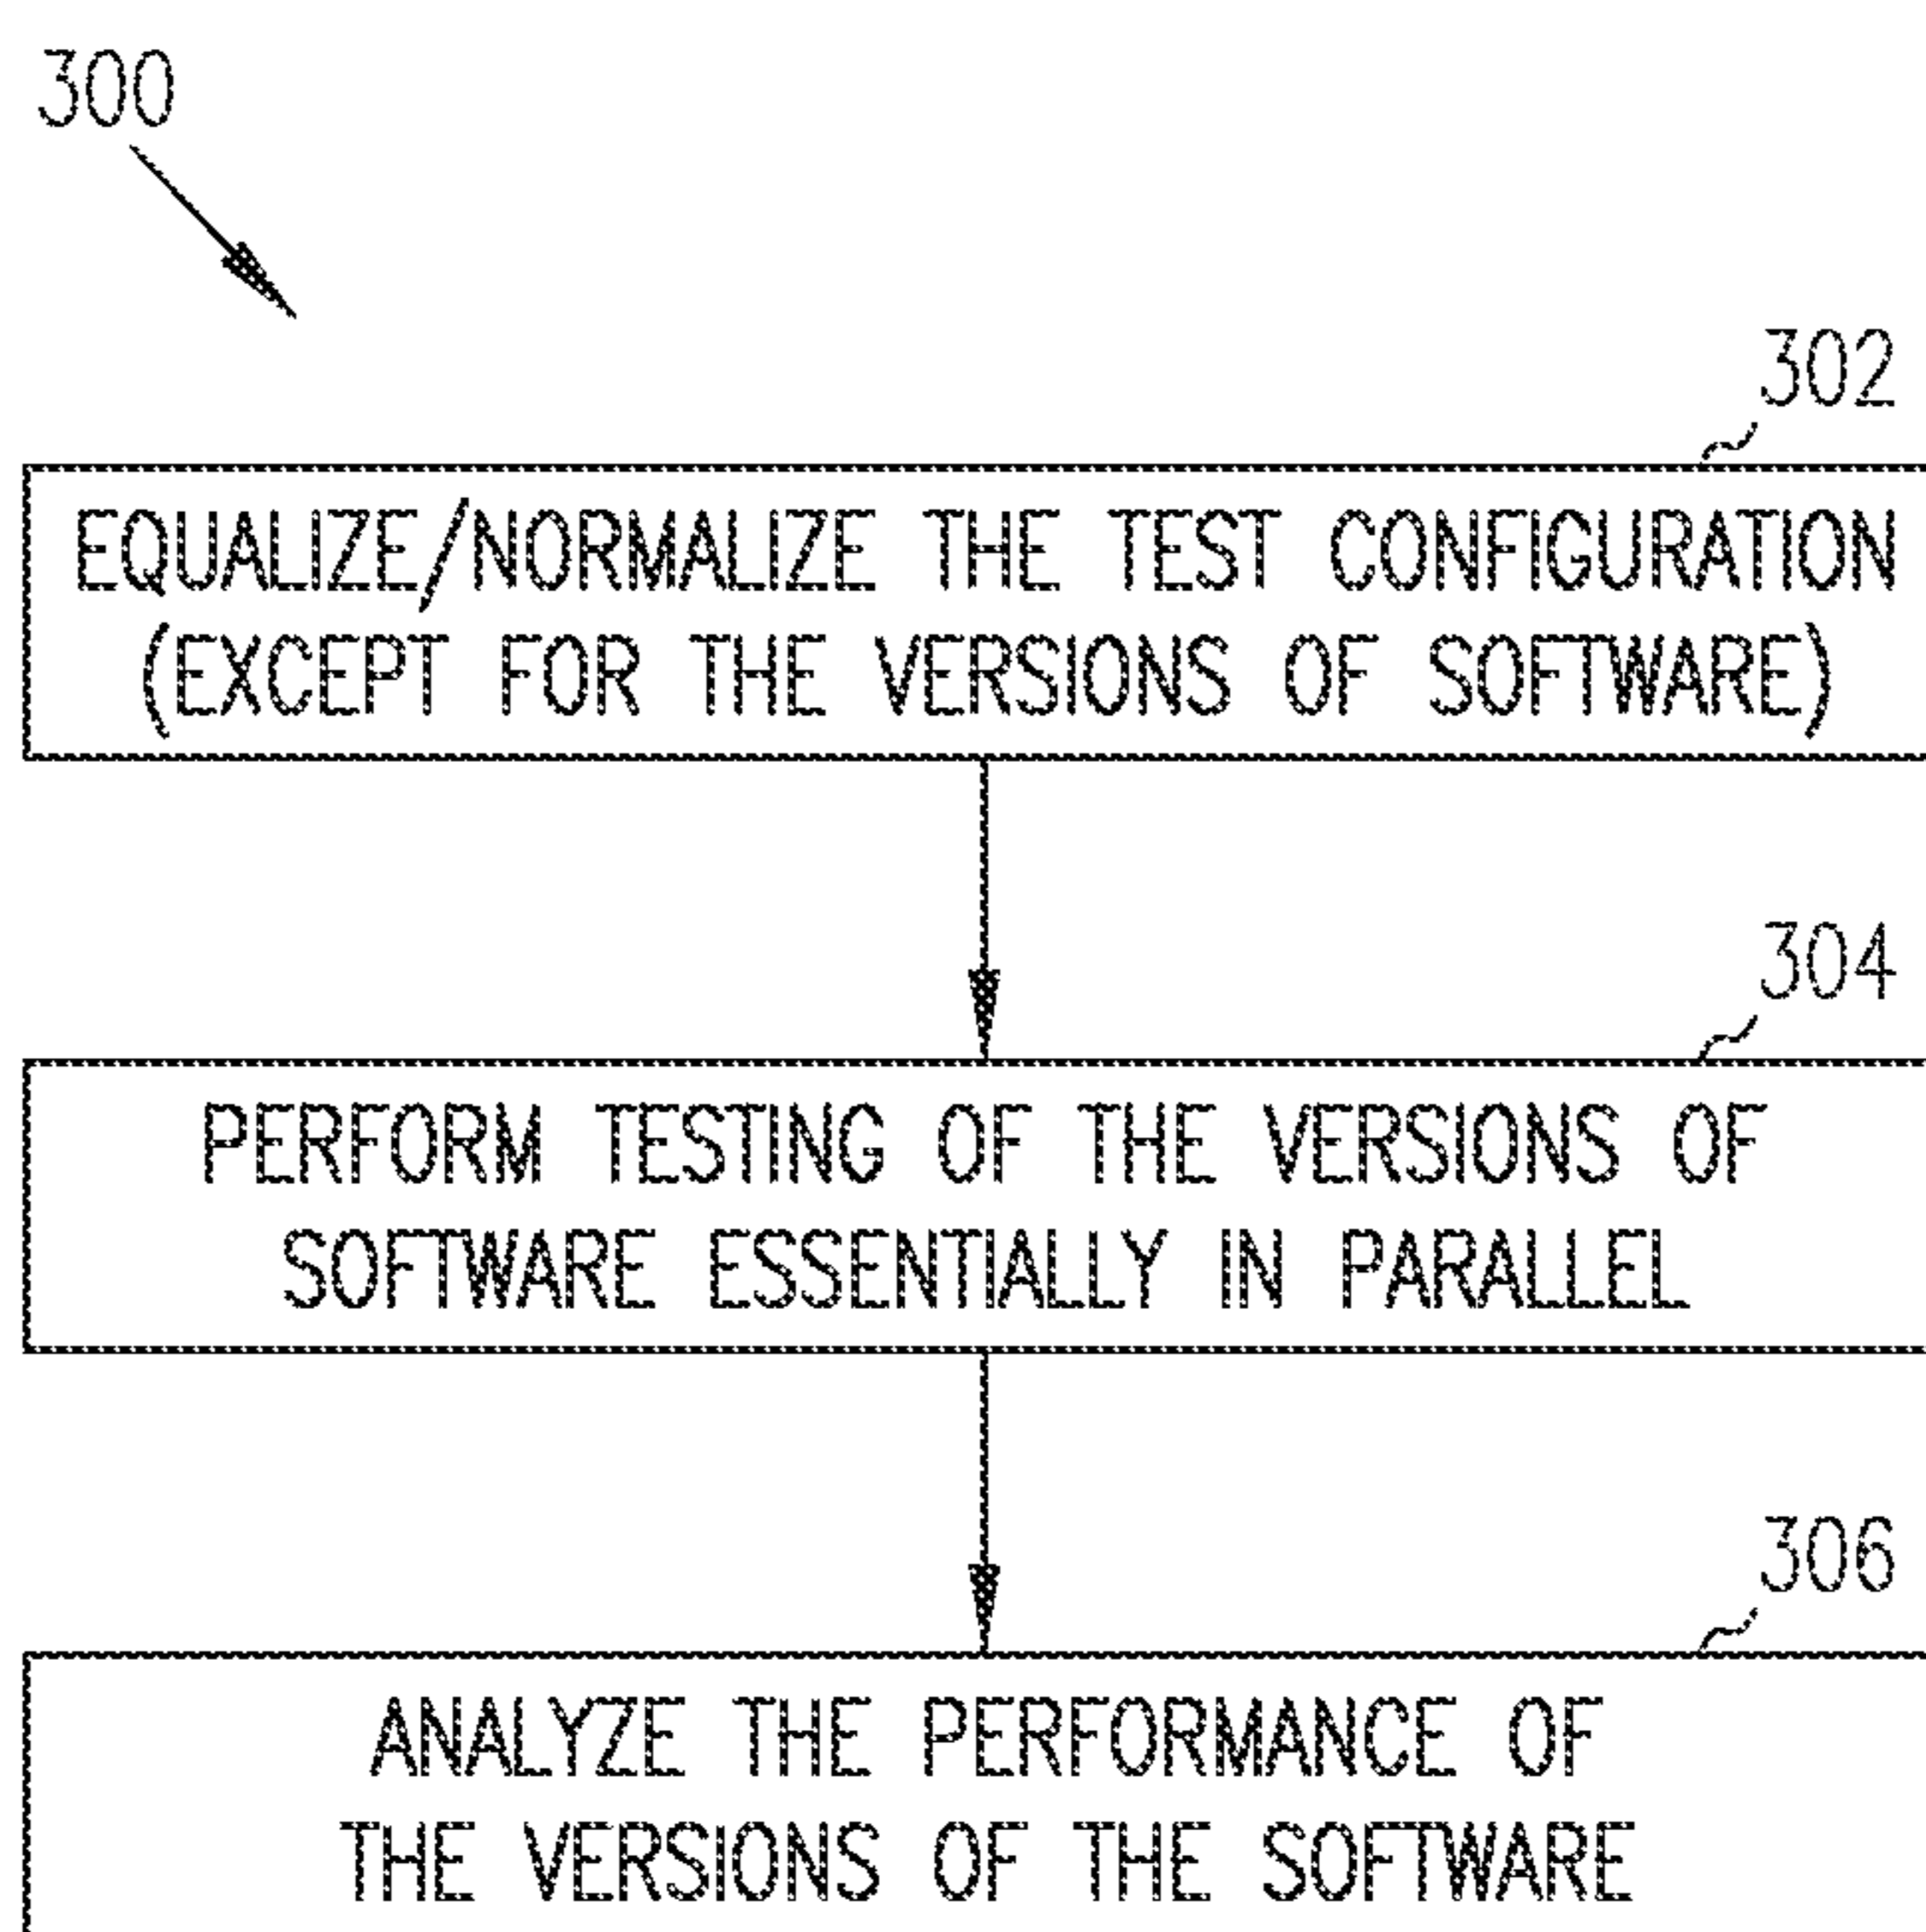 300
302
EQUALIZE/NORMALIZE THE TEST CONFIGURATION
(EXCEPT FOR THE VERSIONS OF SOFTWARE)
304
PERFORM TESTING OF THE VERSIONS OF
SOFTWARE ESSENTIALLY IN PARALLEL
306
ANALYZE THE PERFORMANCE OF
THE VERSIONS OF THE SOFTWARE